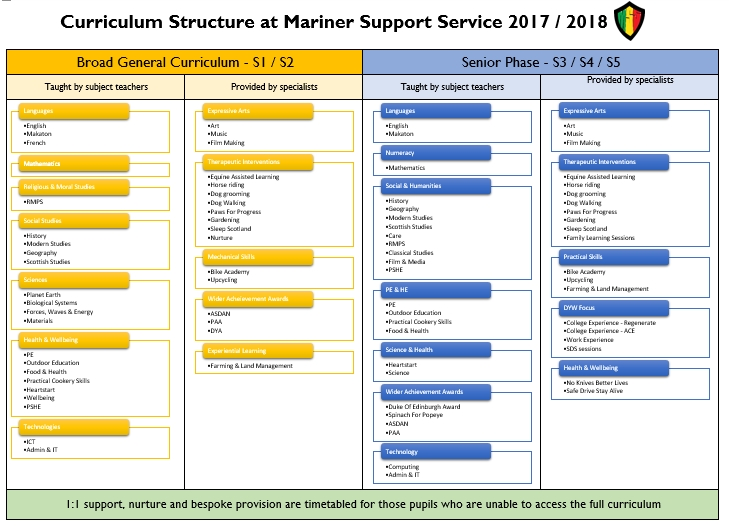 Curriculum Structure at Mariner Support Service 2017 / 2018
Broad General Curriculum - S1 / S2
Taught by subject teachers
Languages
•English
•Makaton
•French
Mathematics
Religious & Moral Studies
•RMPS
Social Studies
•History
•Modern Studies
•Geography
•Scottish Studies
Sciences
•Planet Earth
•Biological Systems
•Forces, Waves & Energy
•Materials
Health & Wellbeing
•PE
•Outdoor Education
•Food & Health
•Practical Cookery Skills
•Heartstart
•Wellbeing
•PSHE
Technologies
•ICT
•Admin & IT
Provided by specialists
Expressive Arts
•Art
•Music
•Film Making
Therapeutic Interventions
•Equine Assisted Learning
•Horse riding
•Dog grooming
•Dog Walking
•Paws For Progress
•Gardening
•Sleep Scotland
•Nurture
Mechanical Skills
•Bike Academy
•Upcycling
Wider Achievement Awards
•ASDAN
•PAA
•DYA
Experiential Learning
•Farming & Land Management
Senior Phase - S3 / S4 / S5
Taught by subject teachers
Languages
•English
•Makaton
Numeracy
•Mathematics
Social & Humanities
•History
•Geography
•Modern Studies
•Scottish Studies
•Care
•RMPS
•Classical Studies
•Film & Media
•PSHE
PE & HE
•PE
•Outdoor Education
•Practical Cookery Skills
•Food & Health
Science & Health
•Heartstart
•Science
Wider Achievement Awards
•Duke Of Edinburgh Award
•Spinach For Popeye
•ASDAN
•PAA
Technology
•Computing
•Admin & IT
Provided by specialists
Expressive Arts
•Art
•Music
•Film Making
Therapeutic Interventions
•Equine Assisted Learning
•Horse riding
•Dog grooming
•Dog Walking
•Paws For Progress
•Gardening
•Sleep Scotland
•Family Learning Sessions
Practical Skills
•Bike Academy
•Upcycling
•Farming & Land Management
DYW Focus
•College Experience - Regenerate
•College Experience - ACE
•Work Experience
•SDS sessions
Health & Wellbeing
•No Knives Better Lives
•Safe Drive Stay Alive
1:1 support, nurture and bespoke provision are timetabled for those pupils who are unable to access the full curriculum